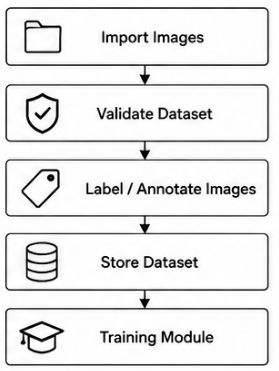 Import Images
Validate Dataset
Label / Annotate Images
Store Dataset
Training Module